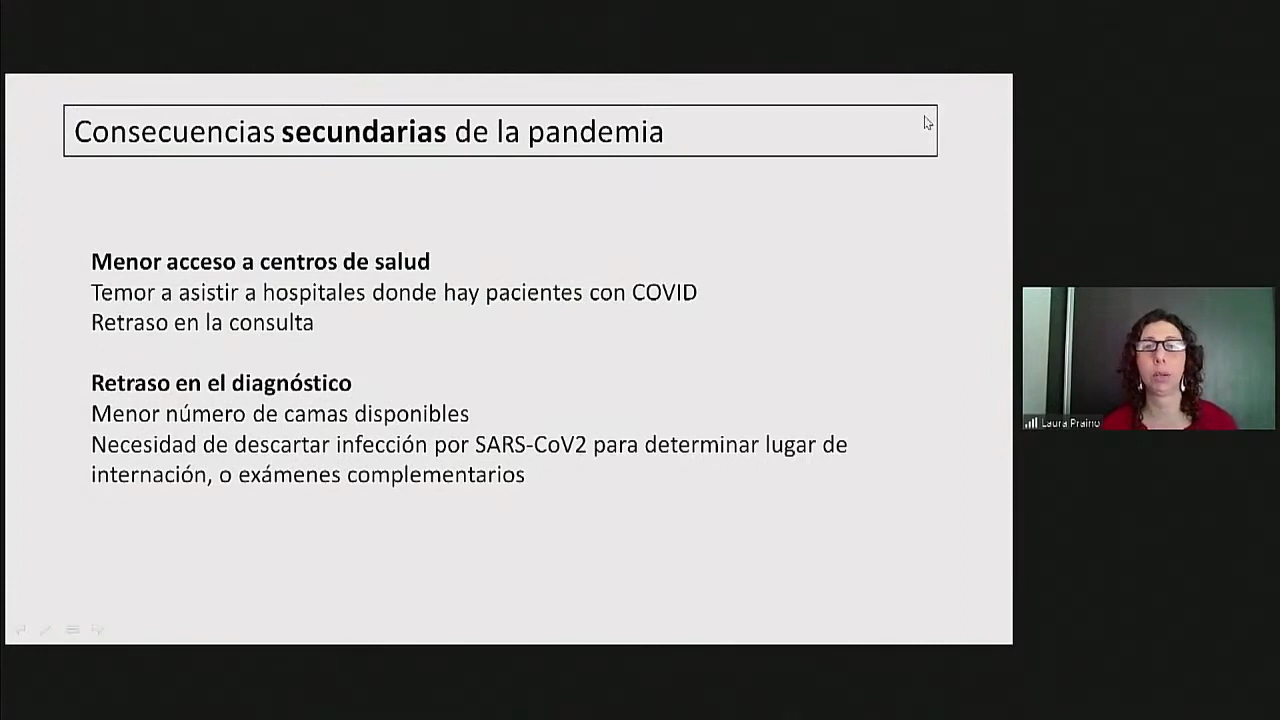 Consecuencias secundarias de la pandemia
Menor acceso a centros de salud
Temor a asistir a hospitales donde hay pacientes con COVID
Retraso en la consulta
Retraso en el diagnóstico
Menor número de camas disponibles
Necesidad de descartar infección por SARS-CoV2 para determinar lugar de
internación, o exámenes complementarios
Laura Praino